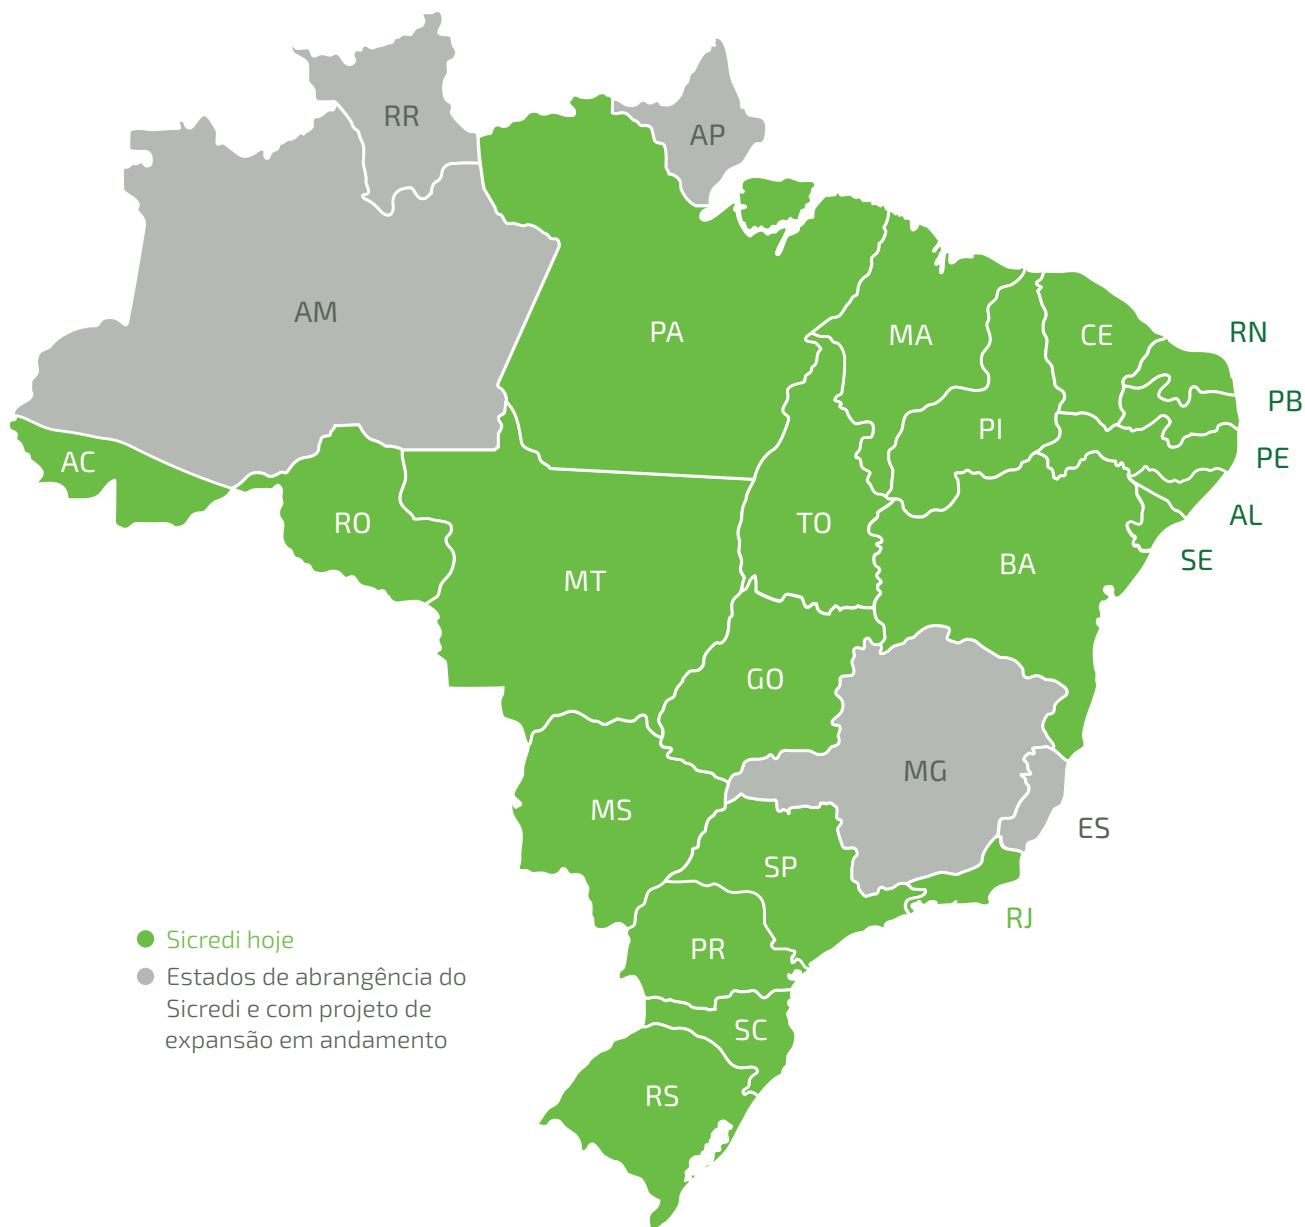 RR
AP
AM
PA
MA
CE
RN
PB
PI
PE
AC
AL
RO
TO
SE
BA
MT
GO
MG
MS
ES
SP
RJ
PR
SC
RS
Sicredi hoje
Estados de abrangência do
Sicredi e com projeto de
expansão em andamento